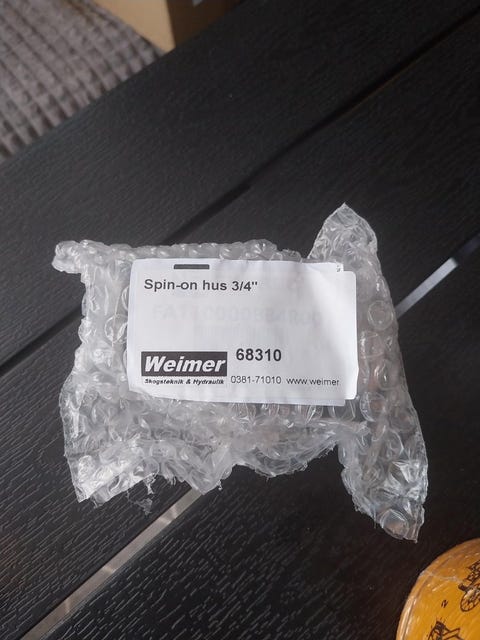 Spin-on hus 3/4"
Weimer 68310
Skogsteknik & Hydraulik 0381-71010 www.weimer